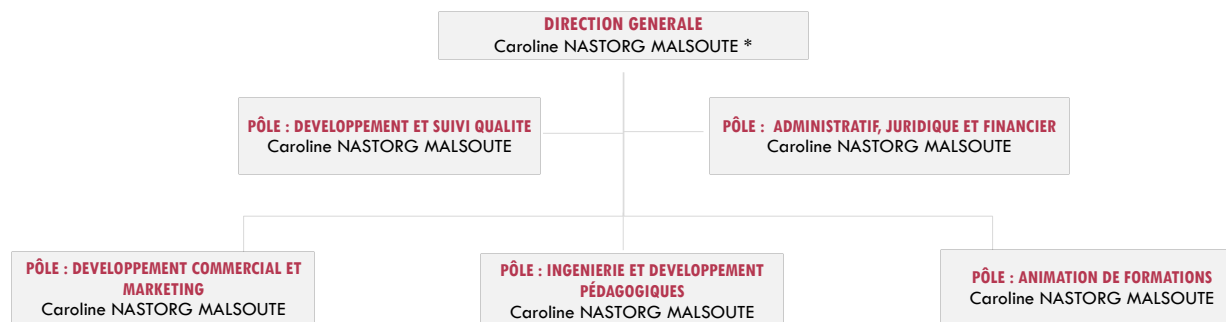 DIRECTION GENERALE
Caroline NASTORG MALSOUTE *
PÔLE : DEVELOPPEMENT ET SUIVI QUALITE
Caroline NASTORG MALSOUTE
PÔLE : ADMINISTRATIF, JURIDIQUE ET FINANCIER
Caroline NASTORG MALSOUTE
PÔLE : DEVELOPPEMENT COMMERCIAL ET
MARKETING
Caroline NASTORG MALSOUTE
PÔLE : INGENIERIE ET DEVELOPPEMENT
PÉDAGOGIQUES
Caroline NASTORG MALSOUTE
PÔLE : ANIMATION DE FORMATIONS
Caroline NASTORG MALSOUTE